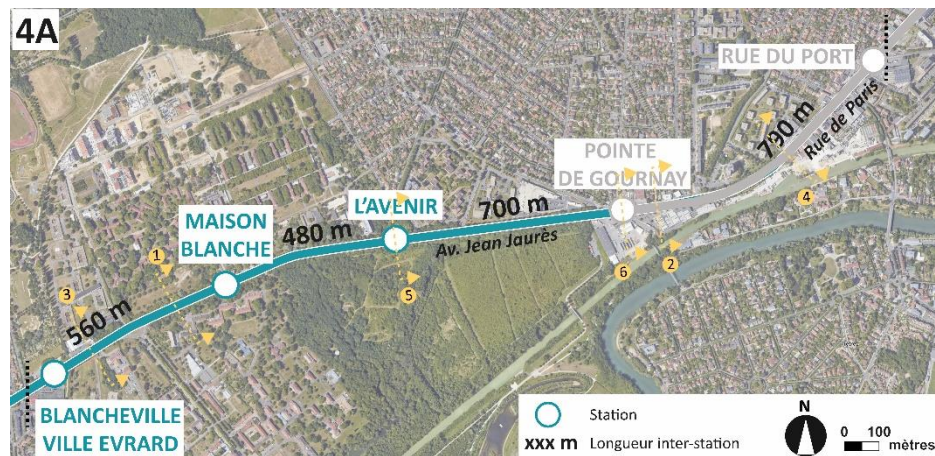 4A
RUE DU PORT
790 m
Rue de Paris
POINTE
DE GOURNAY
L'AVENIR
700 m
Av. Jean Jaurès
MAISON
BLANCHE
480 m
560 m
1
3
5
6
2
4
BLANCHEVILLE
VILLE EVRARD
Station
xxx m Longueur inter-station
N
0 100
mètres